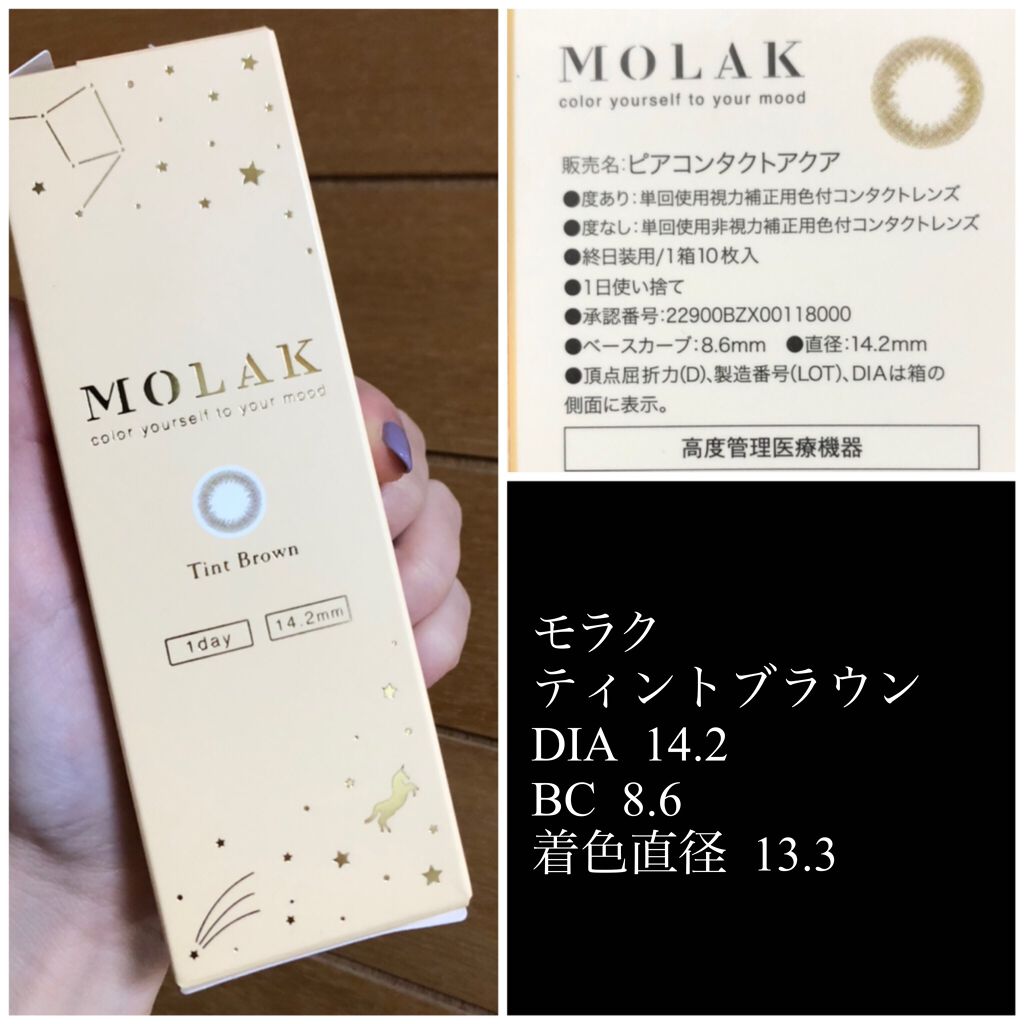 MOLAK
color yourself to your mood
Tint Brown
1day
14.2mm
MOLAK
color yourself to your mood
販売名:ピアコンタクトアクア
●度あり:単回使用視力補正用色付コンタクトレンズ
●度なし:単回使用非視力補正用色付コンタクトレンズ
●終日装用/1箱10枚入
●1日使い捨て
●承認番号:22900BZX00118000
●ベースカーブ:8.6mm ●直径:14.2mm
●頂点屈折力(D)、製造番号(LOT)、DIAは箱の
側面に表示。
高度管理医療機器
モラク
ティントブラウン
DIA 14.2
BC 8.6
着色直径 13.3